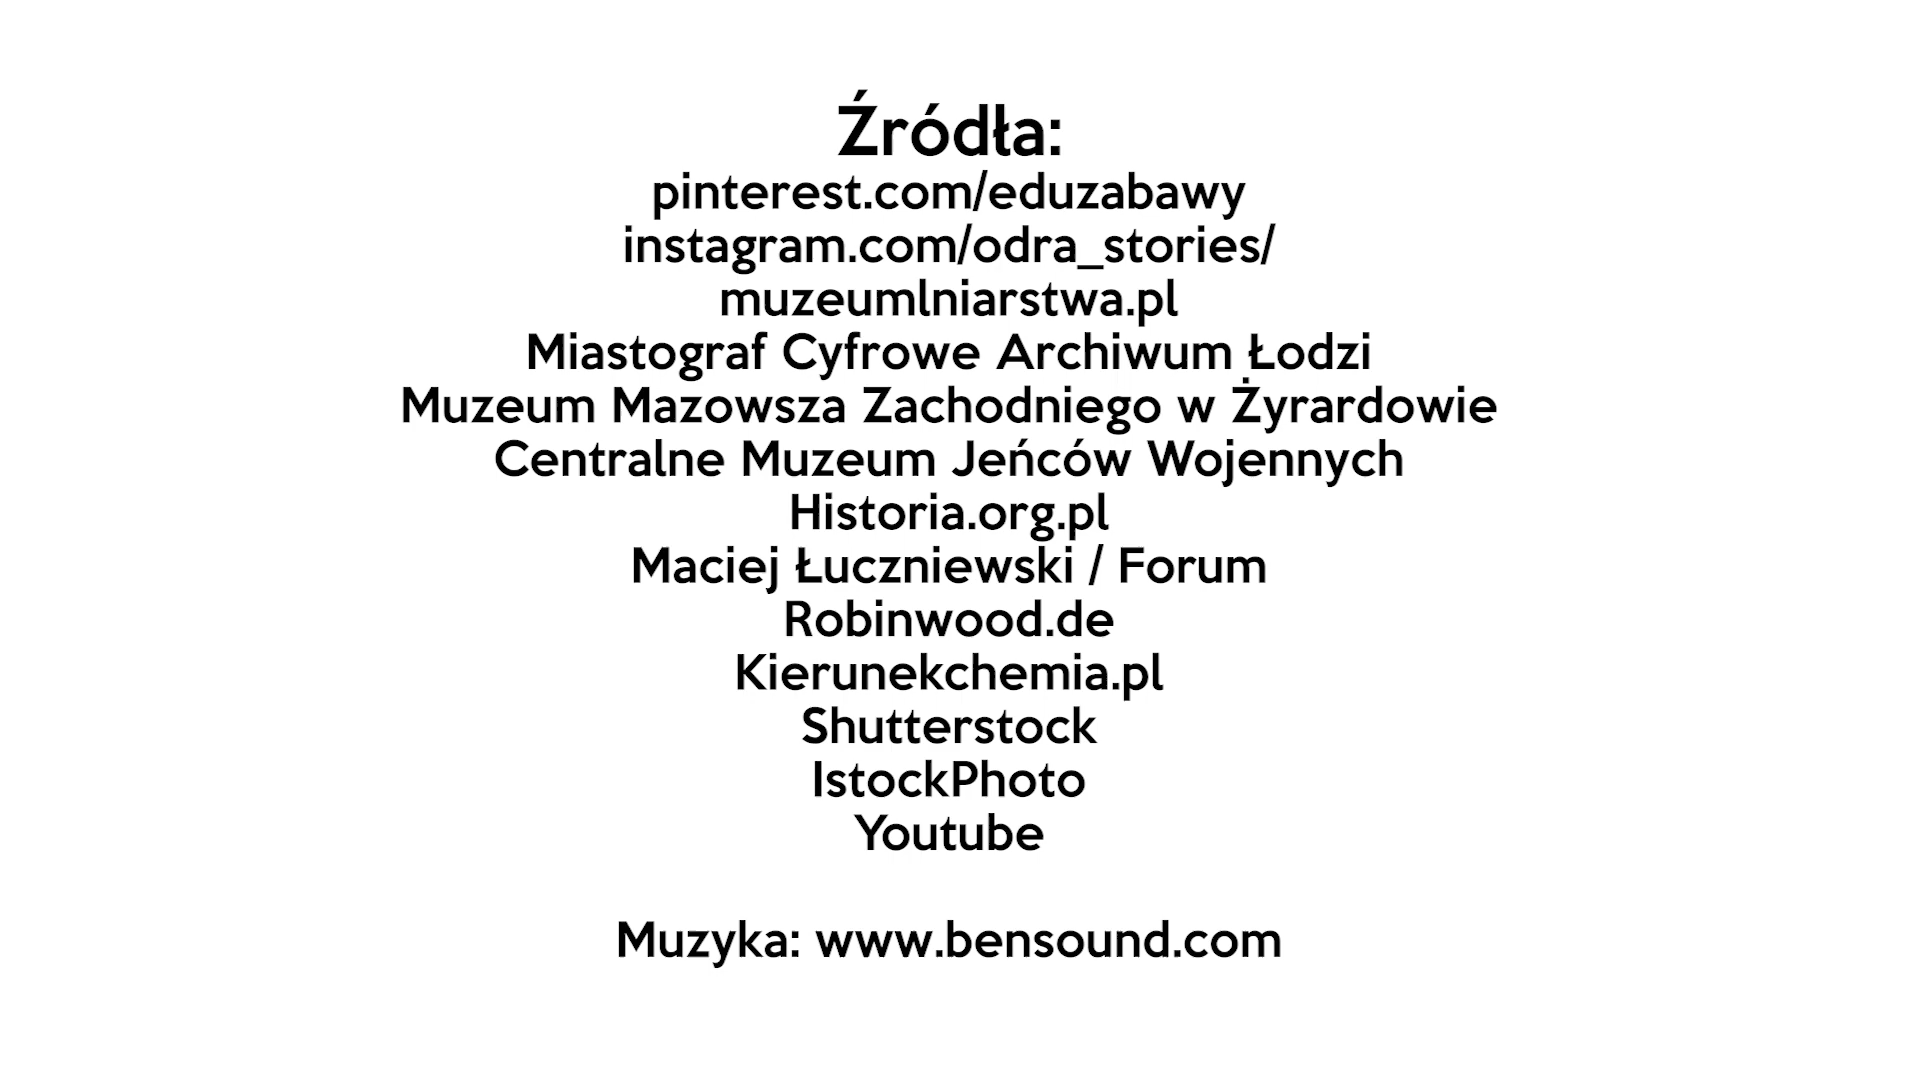 Źródła:
pinterest.com/eduzabawy
instagram.com/odra_stories/
muzeumlniarstwa.pl
Miastograf Cyfrowe Archiwum Łodzi
Muzeum Mazowsza Zachodniego w Żyrardowie
Centralne Muzeum Jeńców Wojennych
Historia.org.pl
Maciej Łuczniewski / Forum
Robinwood.de
Kierunekchemia.pl
Shutterstock
IstockPhoto
Youtube
Muzyka: www.bensound.com